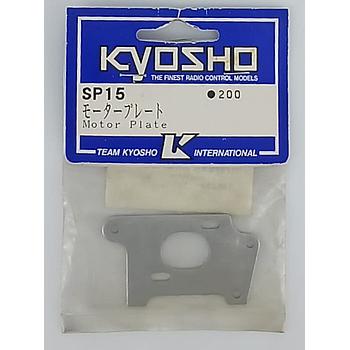 KYOSHO
THE FINEST RADIO CONTROL MODELS
SP15 ●200
モータープレート
Motor Plate
TEAM KYOSHO K INTERNATIONAL